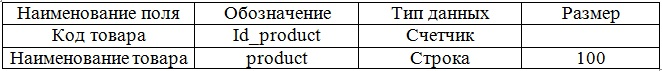 Наименование поля Обозначение Тип данных Размер
Код товара Id_product Счетчик
Наименование товара product Строка 100